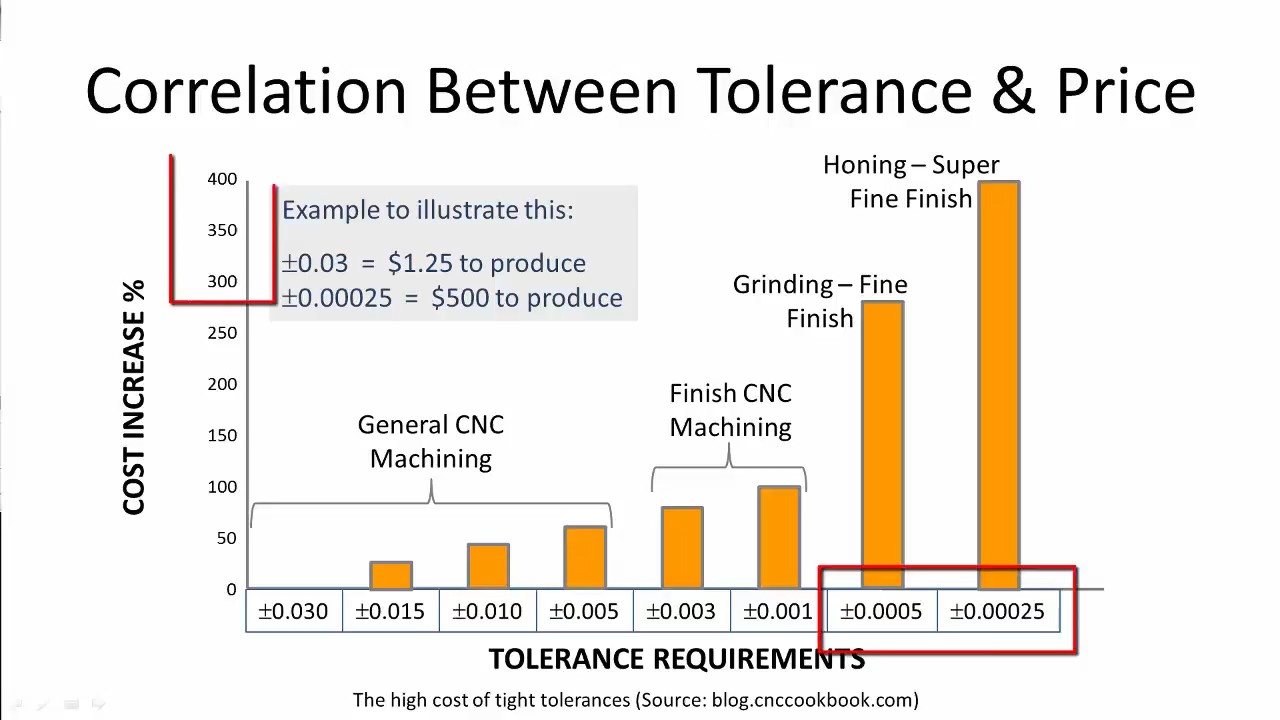 Correlation Between Tolerance & Price
400
350
300
250
200
150
100
50
0
COST INCREASE %
Example to illustrate this:
±0.03 = $1.25 to produce
±0.00025 = $500 to produce
General CNC
Machining
Finish CNC
Machining
Grinding – Fine
Finish
Honing – Super
Fine Finish
±0.030 ±0.015 ±0.010 ±0.005 ±0.003 ±0.001 ±0.0005 ±0.00025
TOLERANCE REQUIREMENTS
The high cost of tight tolerances (Source: blog.cnccookbook.com)